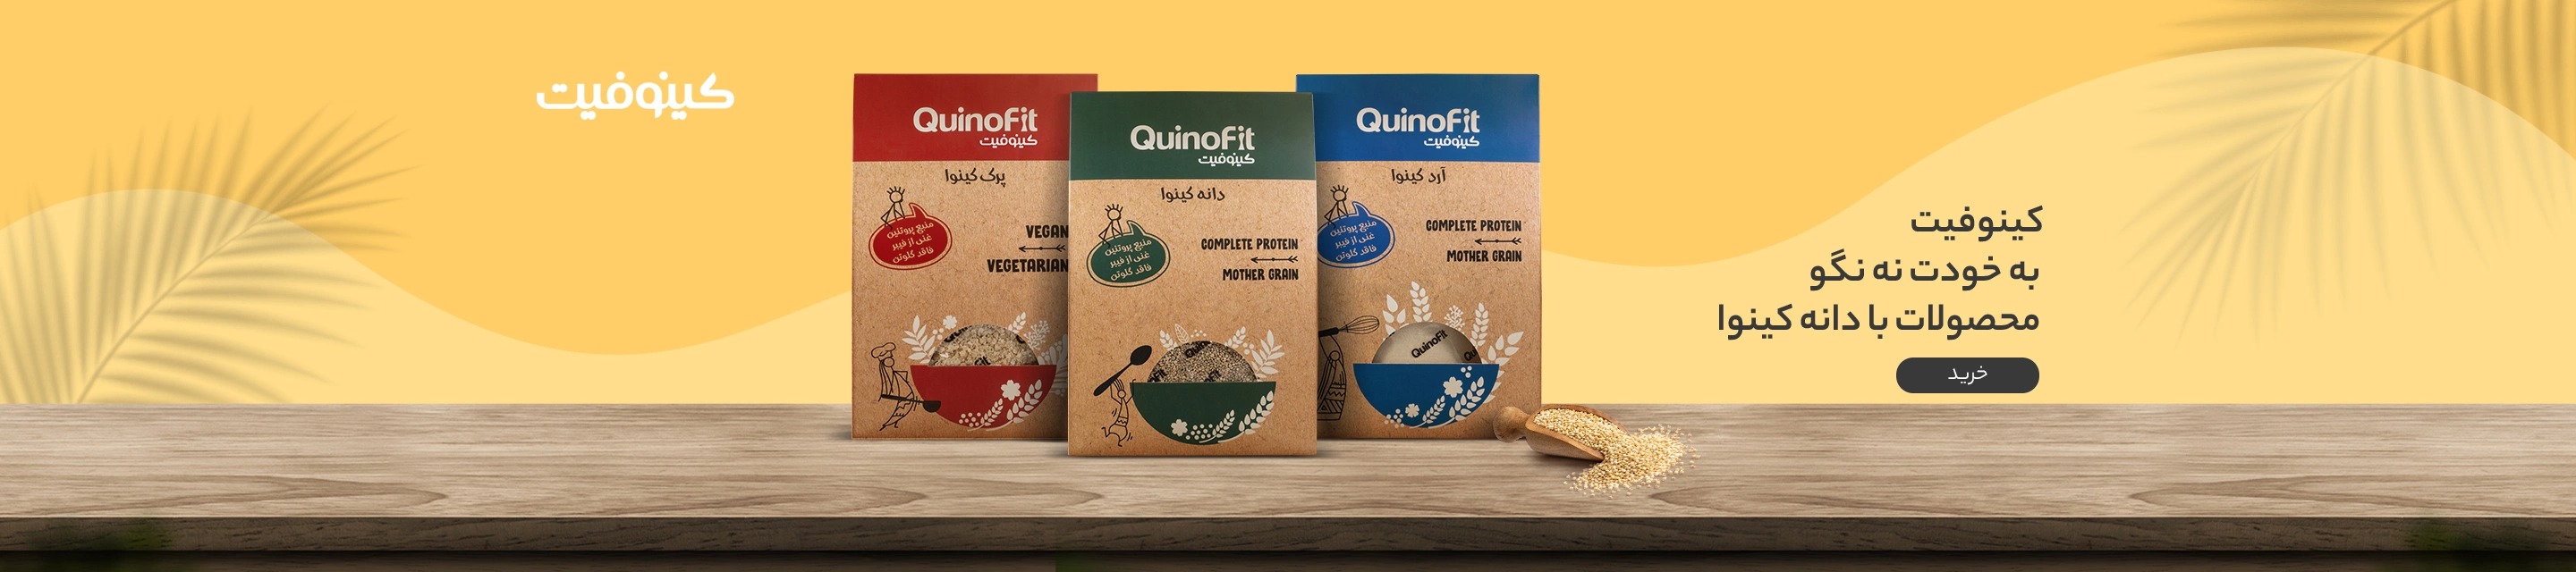 کینوفیت
QuinoFit
کینوفیت
پرک کینوا
منبع پروتئین
غنی از فیبر
فاقد گلوتن
VEGAN
VEGETARIAN
QuinoFit
کینوفیت
دانه کینوا
منبع پروتئین
غنی از فیبر
فاقد گلوتن
COMPLETE PROTEIN
MOTHER GRAIN
QuinoFit
کینوفیت
آرد کینوا
منبع پروتئین
غنی از فیبر
فاقد گلوتن
COMPLETE PROTEIN
MOTHER GRAIN
QuinoFit
کینوفیت
به خودت نه نگو
محصولات با دانه کینوا
خرید